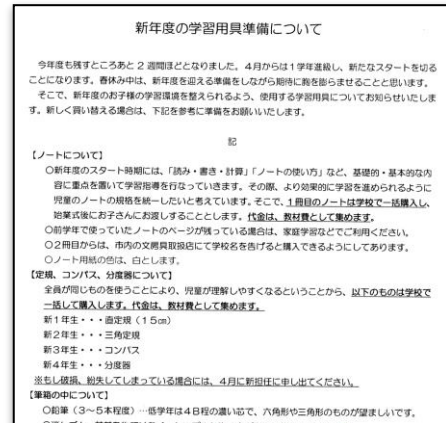 新年度の学習用具準備について
今年度も残すところあと２週間ほどとなりました。４月からは１学年進級し、新たなスタートを切る
ことになります。春休み中は、新年度を迎える準備をしながら期待に胸を膨らませることと思います。
そこで、新年度のお子様の学習環境を整えられるよう、使用する学習用具についてお知らせいたしま
す。新しく買い替える場合は、下記を参考に準備をお願いいたします。
記
【ノートについて】
○新年度のスタート時期には、「読み・書き・計算」「ノートの使い方」など、基礎的・基本的な内
容に重点を置いて学習指導を行なっていきます。その際、より効果的に学習を進められるように
児童のノートの規格を統一したいと考えています。そこで、１冊目のノートは学校で一括購入し、
始業式後にお子さんにお渡しすることとします。代金は、教材費として集めます。
○前学年で使っていたノートのページが残っている場合は、家庭学習などでご利用ください。
○２冊目からは、市内の文房具取扱店にて学校名を告げると購入できるようにしてあります。
○ノート用紙の色は、白とします。
【定規、コンパス、分度器について】
全員が同じものを使うことにより、児童が理解しやすくなるということから、以下のものは学校で
一括して購入します。代金は、教材費として集めます。
新１年生・・・直定規（１５㎝）
新２年生・・・三角定規
新３年生・・・コンパス
新４年生・・・分度器
※もし破損、紛失してしまっている場合には、４月に新担任に申し出てください。
【筆箱の中について】
○鉛筆（３〜５本程度）…低学年は４Ｂ程の濃い芯で、六角形や三角形のものが望ましいです。